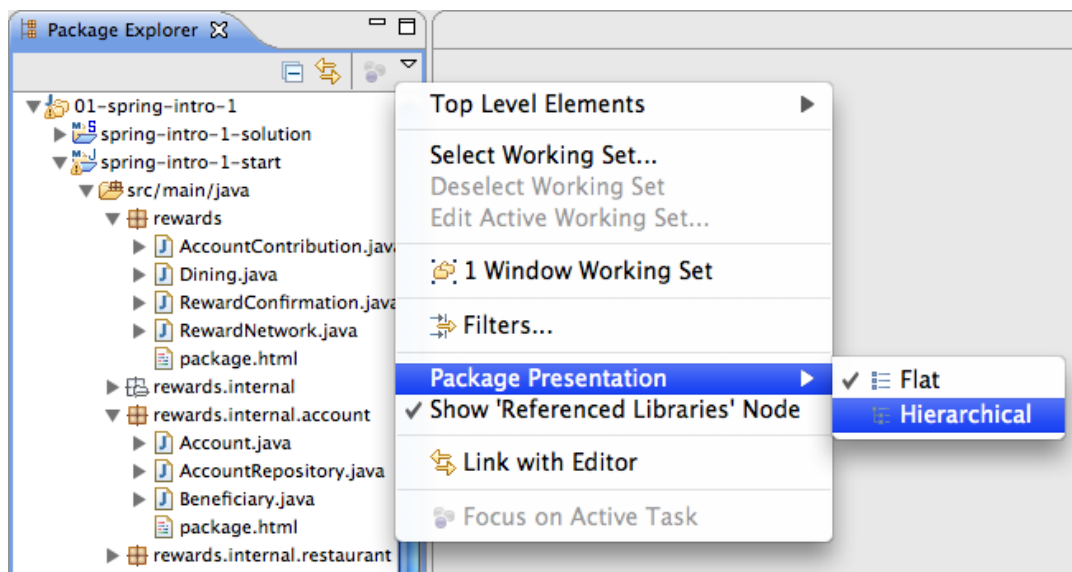 Package Explorer
01-spring-intro-1
spring-intro-1-solution
spring-intro-1-start
src/main/java
rewards
AccountContribution.java
Dining.java
RewardConfirmation.java
RewardNetwork.java
package.html
rewards.internal
rewards.internal.account
Account.java
AccountRepository.java
Beneficiary.java
package.html
rewards.internal.restaurant
Top Level Elements
Select Working Set...
Deselect Working Set
Edit Active Working Set...
1 Window Working Set
Filters...
Package Presentation
Show 'Referenced Libraries' Node
Link with Editor
Focus on Active Task
Flat
Hierarchical